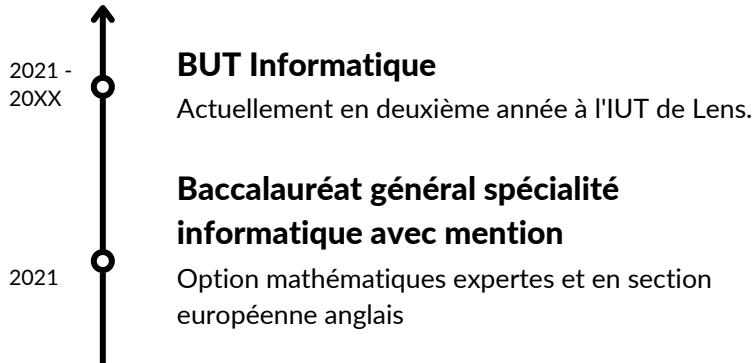 2021 -
20XX
BUT Informatique
Actuellement en deuxième année à l'IUT de Lens.
Baccalauréat général spécialité
informatique avec mention
2021
Option mathématiques expertes et en section
européenne anglais